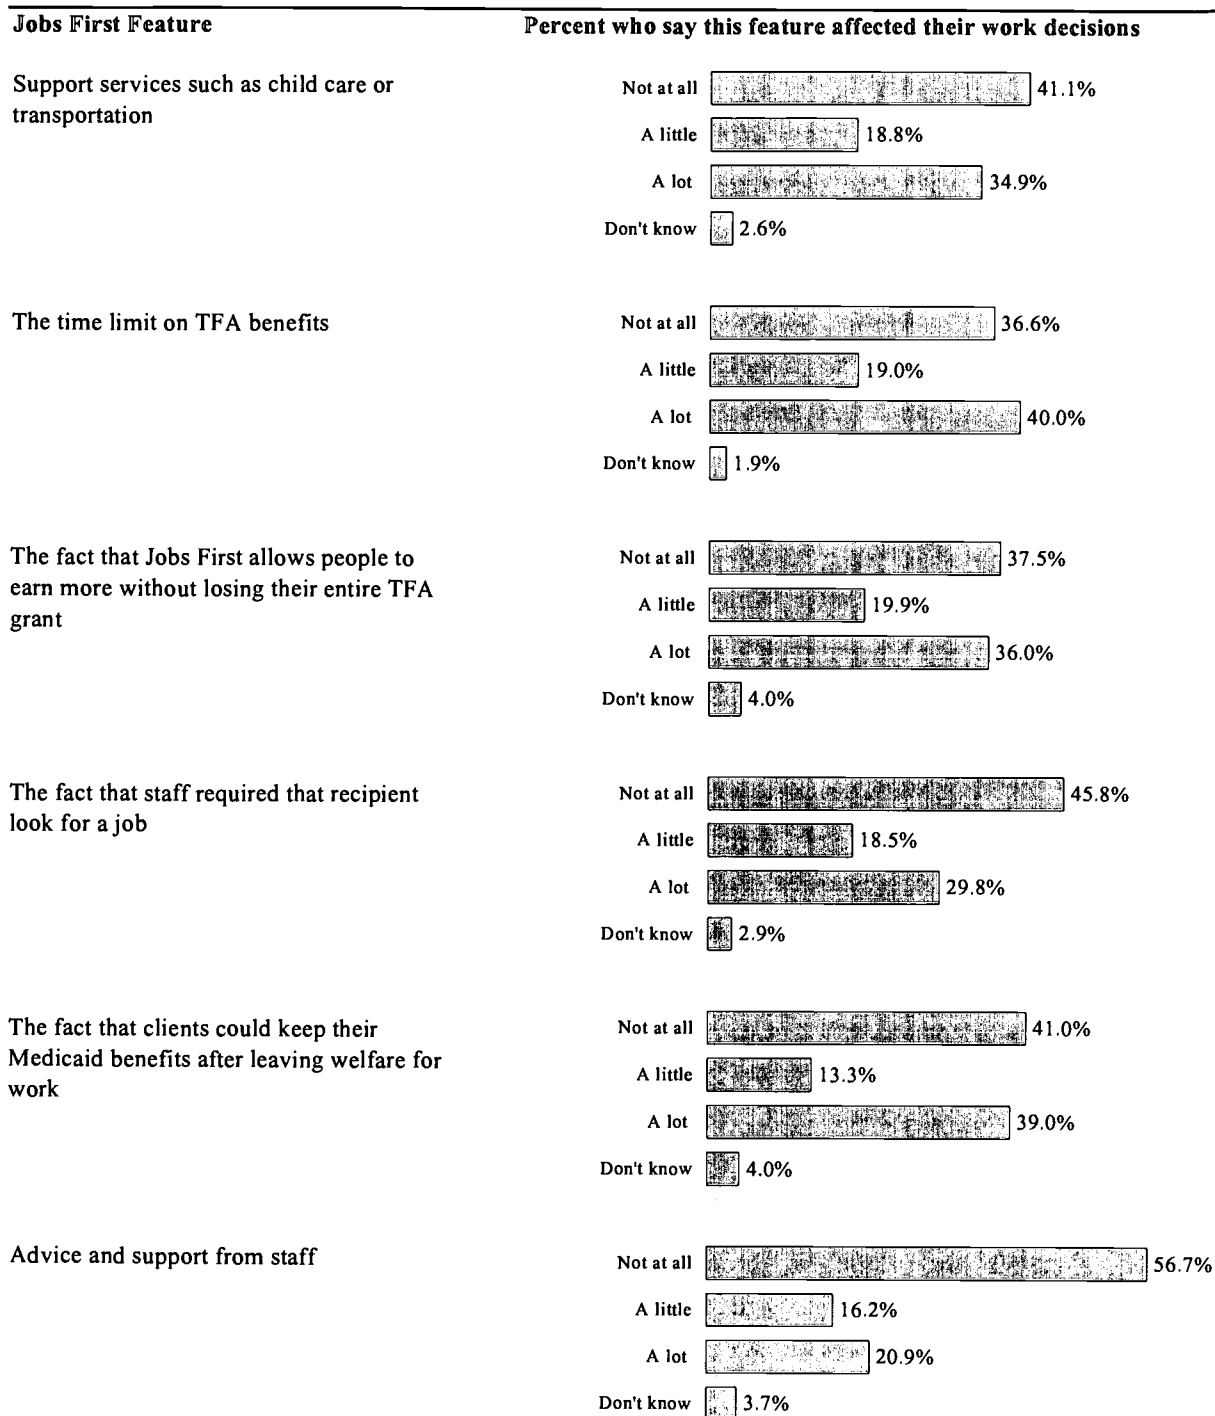 Jobs First Feature
Percent who say this feature affected their work decisions
Support services such as child care or
transportation
Not at all 41.1%
A little 18.8%
A lot 34.9%
Don't know 2.6%
The time limit on TFA benefits
Not at all 36.6%
A little 19.0%
A lot 40.0%
Don't know 1.9%
The fact that Jobs First allows people to
earn more without losing their entire TFA
grant
Not at all 37.5%
A little 19.9%
A lot 36.0%
Don't know 4.0%
The fact that staff required that recipient
look for a job
Not at all 45.8%
A little 18.5%
A lot 29.8%
Don't know 2.9%
The fact that clients could keep their
Medicaid benefits after leaving welfare for
work
Not at all 41.0%
A little 13.3%
A lot 39.0%
Don't know 4.0%
Advice and support from staff
Not at all 56.7%
A little 16.2%
A lot 20.9%
Don't know 3.7%